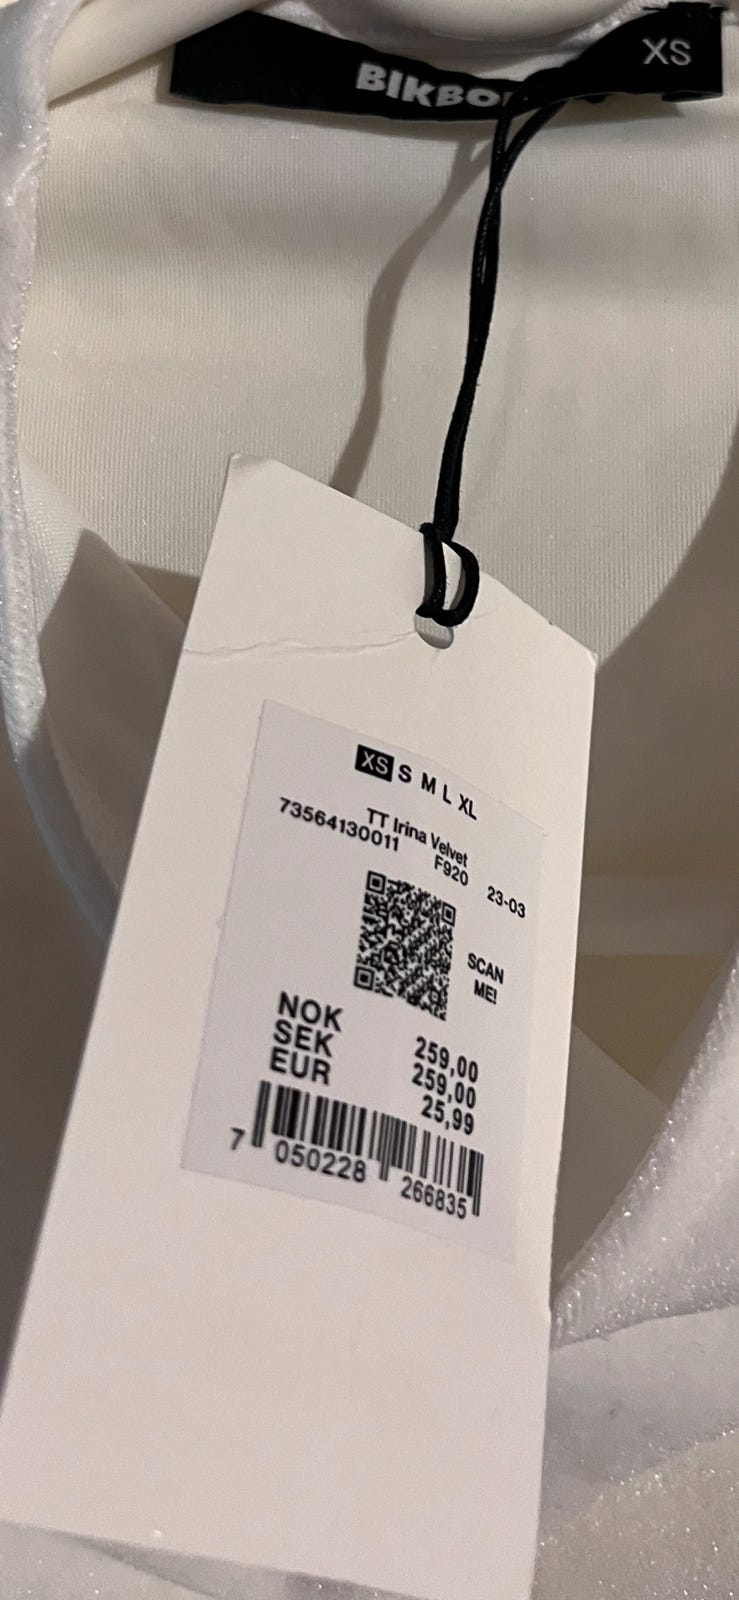 BIKBO
XS
XS S M L XL
TT Irina Velvet
73564130011 F920 23-03
SCAN
ME!
NOK 259,00
SEK 259,00
EUR 25,99
7 050228 266835